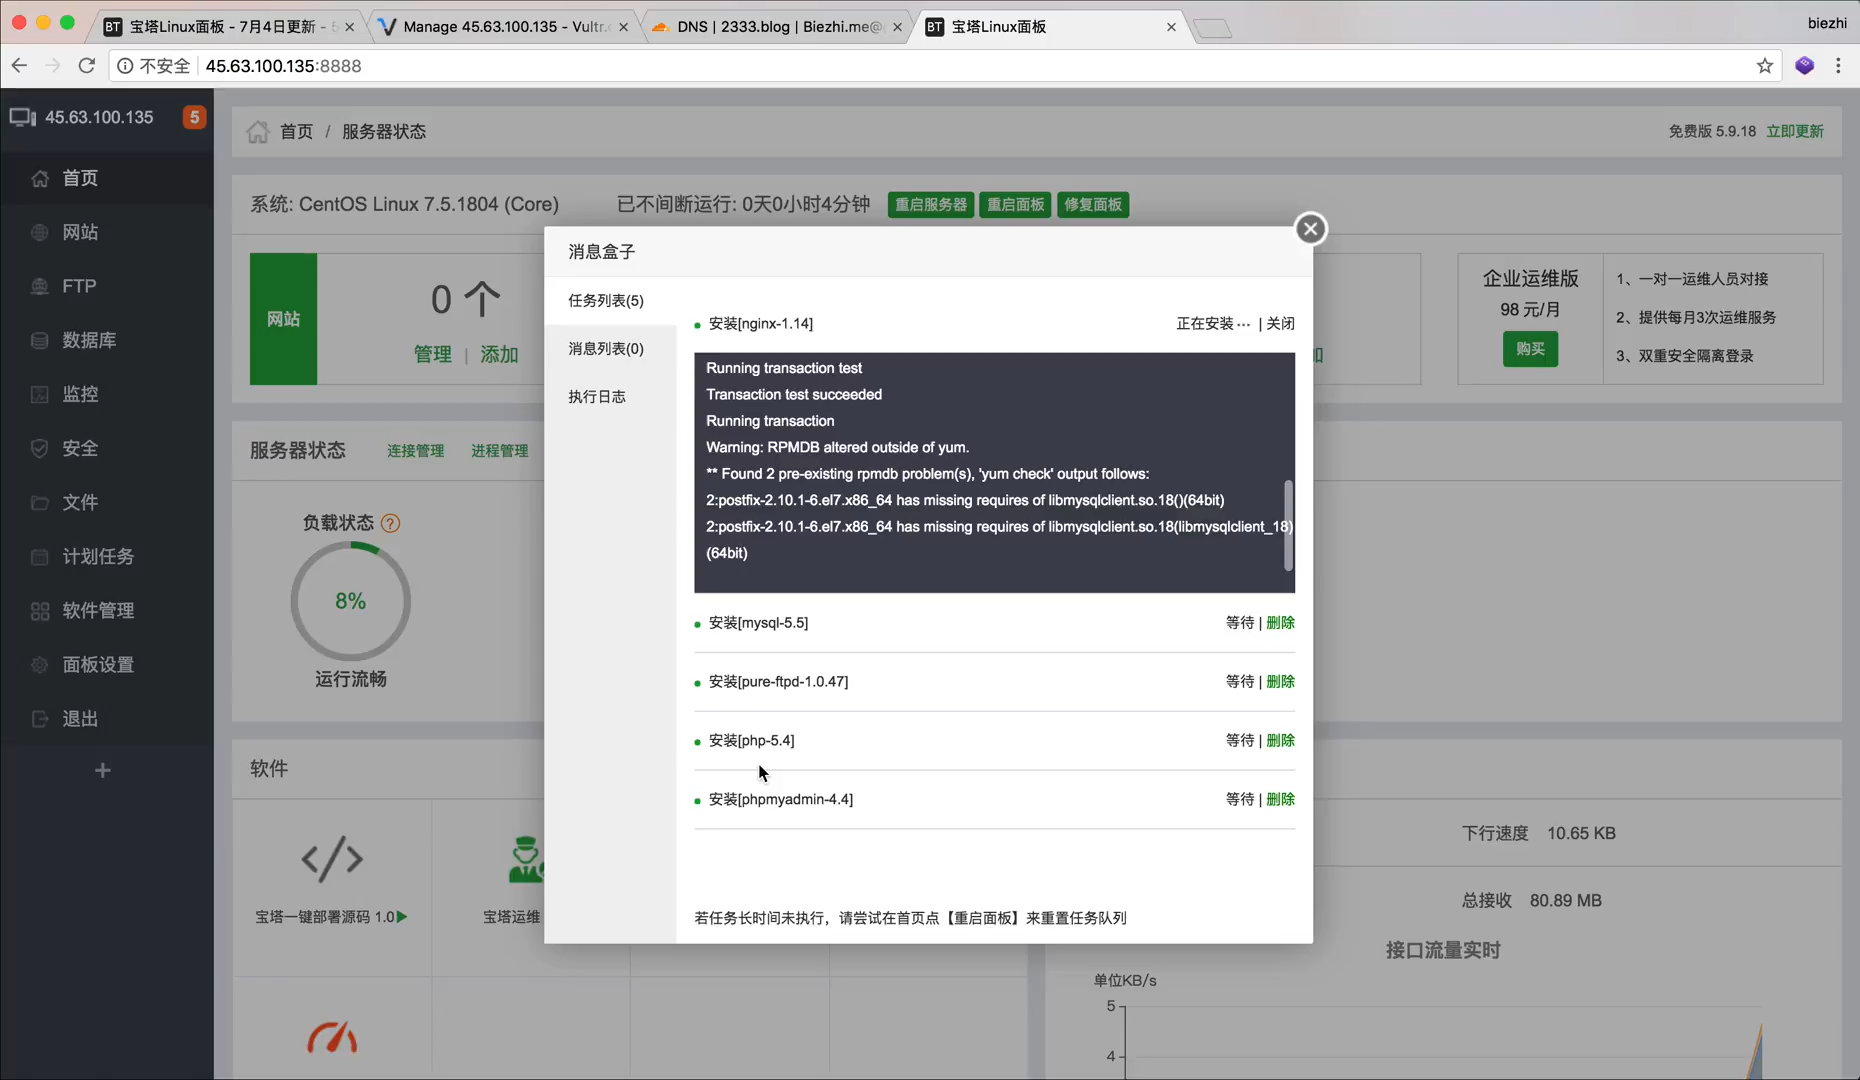 宝塔Linux面板 - 7月4日更新 - 5
Manage 45.63.100.135 - Vultr.c
DNS | 2333.blog | Biezhi.me@
宝塔Linux面板
biezhi
不安全 45.63.100.135:8888
45.63.100.135 5
首页
网站
FTP
数据库
监控
安全
文件
计划任务
软件管理
面板设置
退出
首页 / 服务器状态
免费版 5.9.18 立即更新
系统: CentOS Linux 7.5.1804 (Core)
已不间断运行: 0天0小时4分钟
重启服务器 重启面板 修复面板
网站
0 个
管理 | 添加
企业运维版
98 元/月
购买
1、一对一运维人员对接
2、提供每月3次运维服务
3、双重安全隔离登录
服务器状态 连接管理 进程管理
负载状态 ?
8%
运行流畅
软件
宝塔一键部署源码 1.0
宝塔运维
消息盒子
任务列表(5)
消息列表(0)
执行日志
安装[nginx-1.14] 正在安装··· | 关闭
Running transaction test
Transaction test succeeded
Running transaction
Warning: RPMDB altered outside of yum.
** Found 2 pre-existing rpmdb problem(s), 'yum check' output follows:
2:postfix-2.10.1-6.el7.x86_64 has missing requires of libmysqlclient.so.18()(64bit)
2:postfix-2.10.1-6.el7.x86_64 has missing requires of libmysqlclient.so.18(libmysqlclient_18)
(64bit)
安装[mysql-5.5] 等待 | 删除
安装[pure-ftpd-1.0.47] 等待 | 删除
安装[php-5.4] 等待 | 删除
安装[phpmyadmin-4.4] 等待 | 删除
若任务长时间未执行，请尝试在首页点【重启面板】来重置任务队列
下行速度 10.65 KB
总接收 80.89 MB
接口流量实时
单位KB/s
5
4